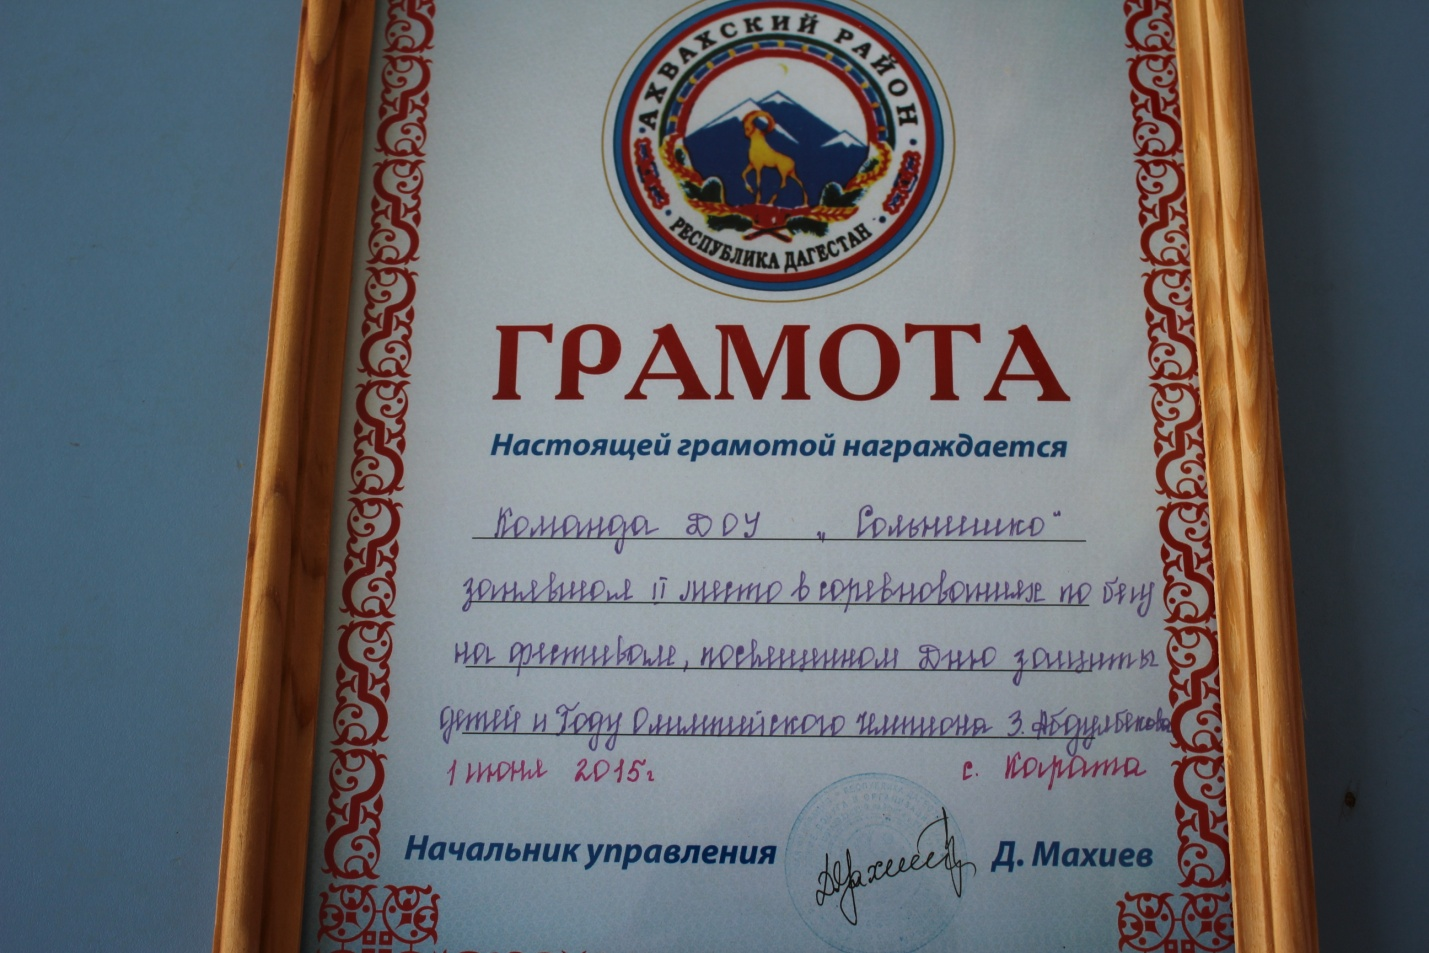 АХВАХСКИЙ РАЙОН
РЕСПУБЛИКА ДАГЕСТАН
ГРАМОТА
Настоящей грамотой награждается
Команда ДОУ „Солнышко“
занявшая II место в соревнованиях по бегу
на фестивале, посвященном Дню защиты
детей и Году Олимпийского чемпиона З. Абдулбекова
1 июня 2015г с. Карата
Начальник управления Д. Махиев